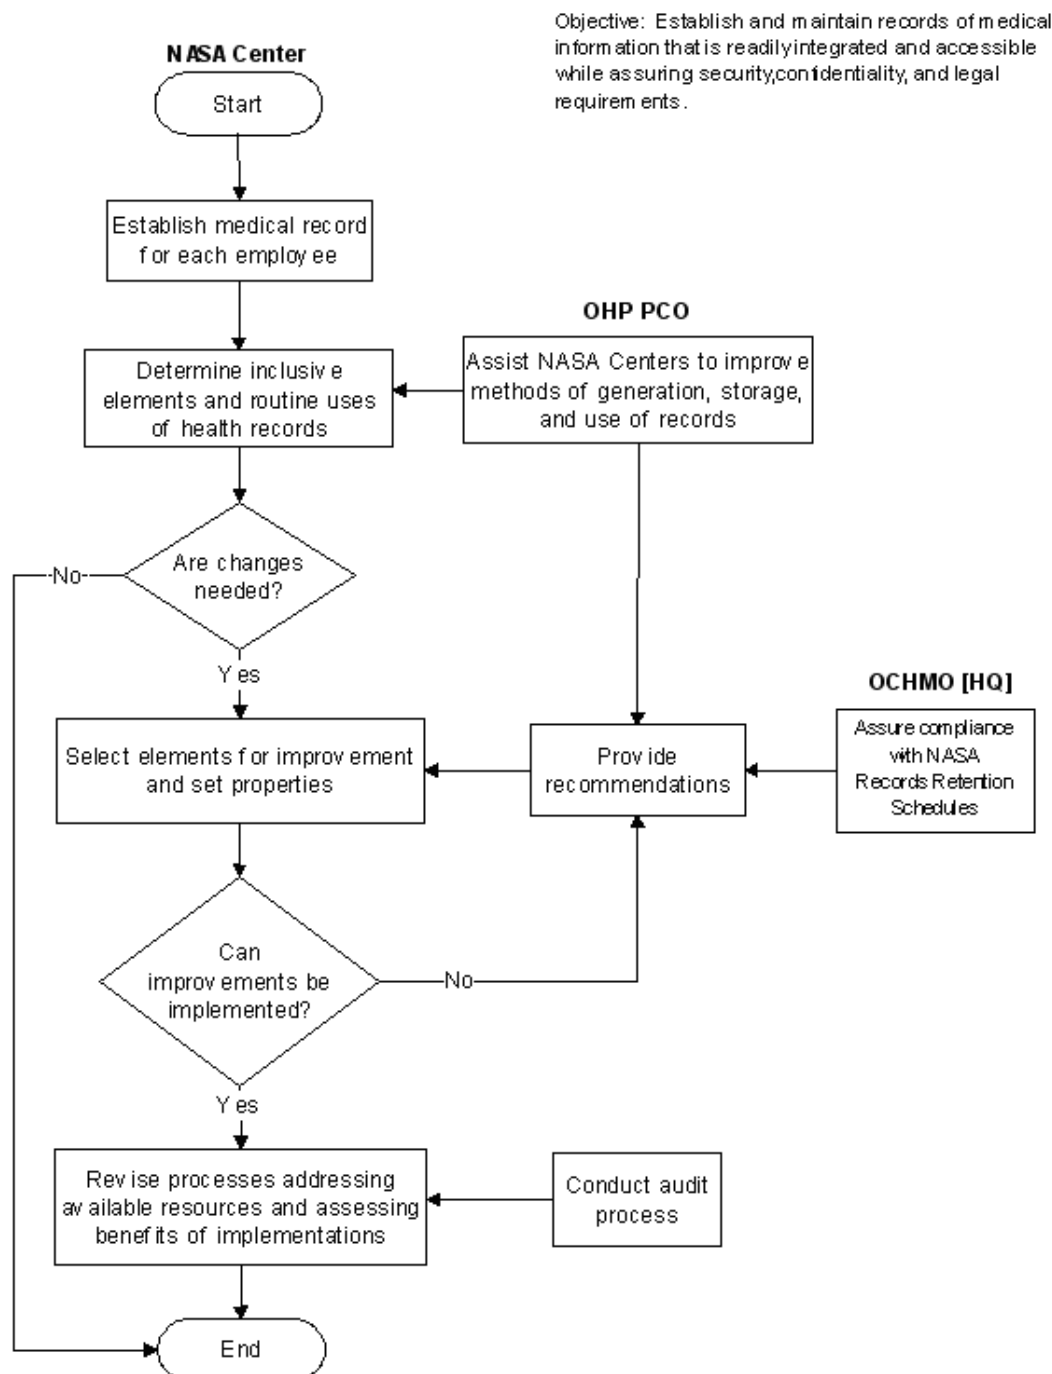 Objective: Establish and maintain records of medical
information that is readily integrated and accessible
while assuring security, confidentiality, and legal
requirements.
NASA Center
Start
Establish medical record
for each employee
OHP PCO
Determine inclusive
elements and routine uses
of health records
Assist NASA Centers to improve
methods of generation, storage,
and use of records
Are changes
needed?
No
Yes
OCHMO [HQ]
Select elements for improvement
and set properties
Provide
recommendations
Assure compliance
with NASA
Records Retention
Schedules
Can
improvements be
implemented?
No
Yes
Revise processes addressing
available resources and assessing
benefits of implementations
Conduct audit
process
End